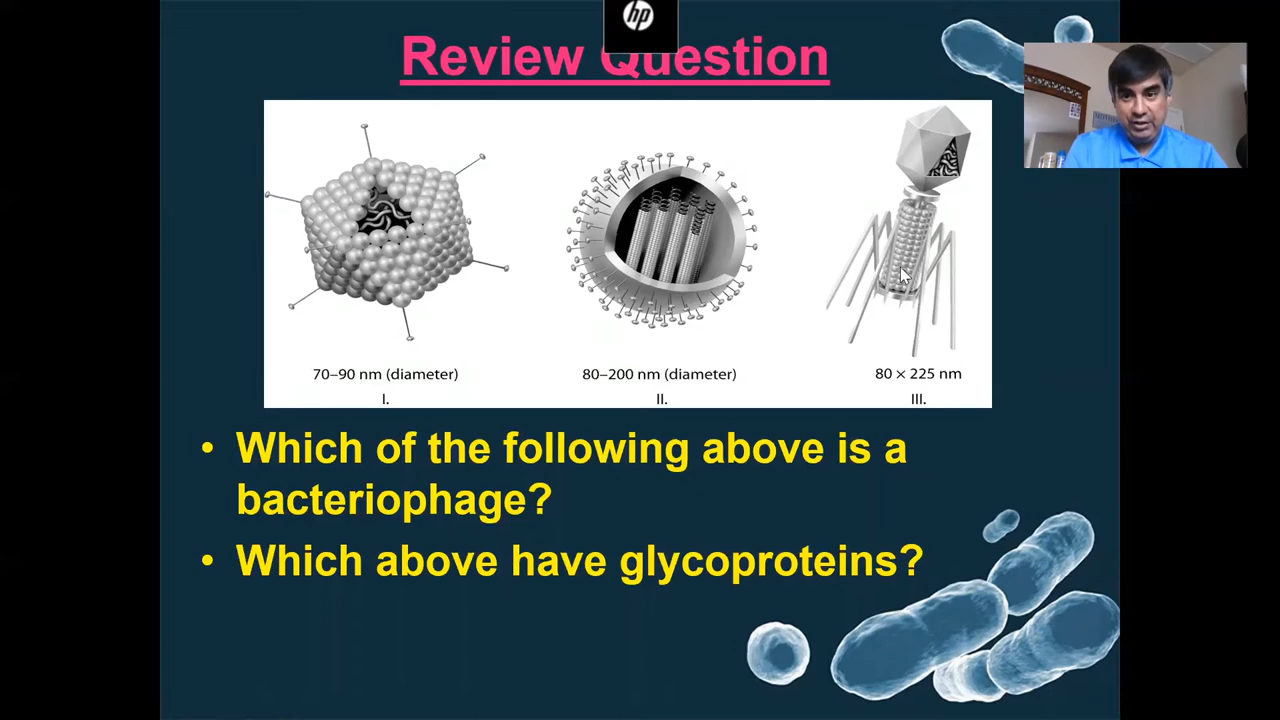 hp
Review Question
70–90 nm (diameter)
80–200 nm (diameter)
80 × 225 nm
I.
II.
III.
• Which of the following above is a
bacteriophage?
• Which above have glycoproteins?